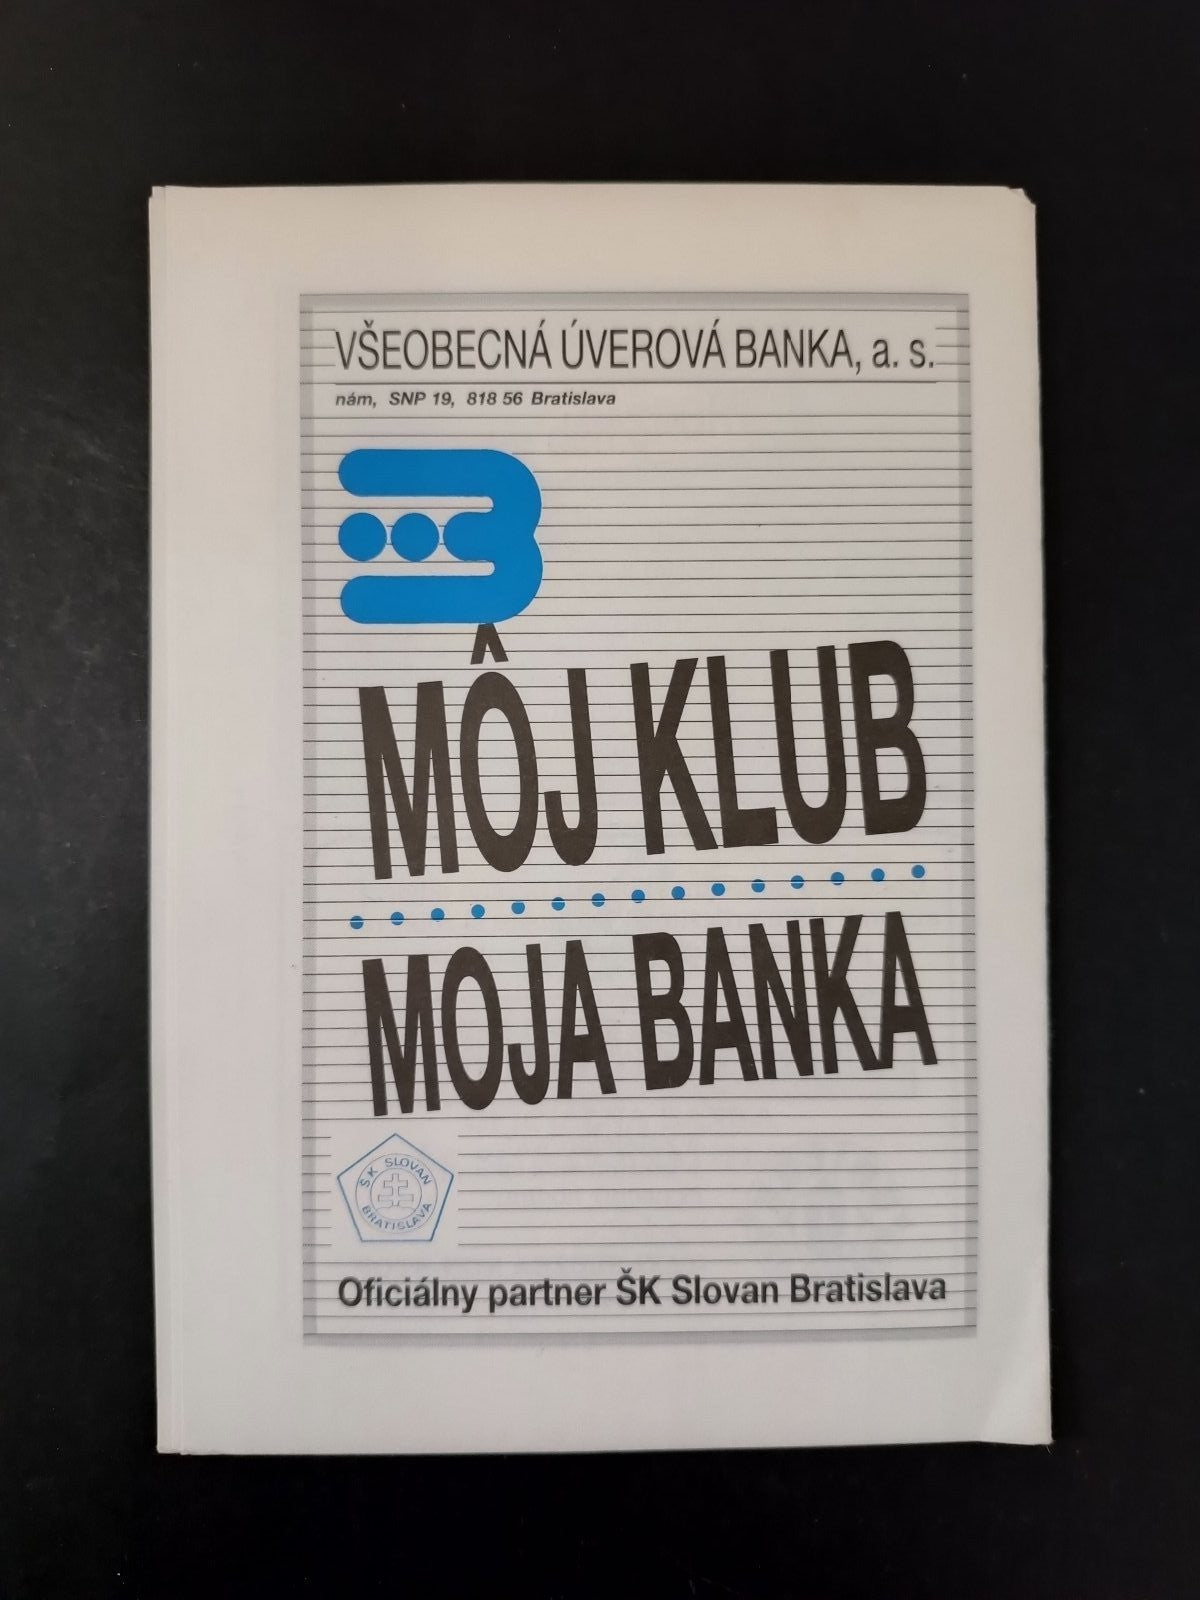 VŠEOBECNÁ ÚVEROVÁ BANKA, a. s.
nám, SNP 19, 818 56 Bratislava
MÔJ KLUB
MOJA BANKA
ŠK SLOVAN
BRATISLAVA
Oficiálny partner ŠK Slovan Bratislava